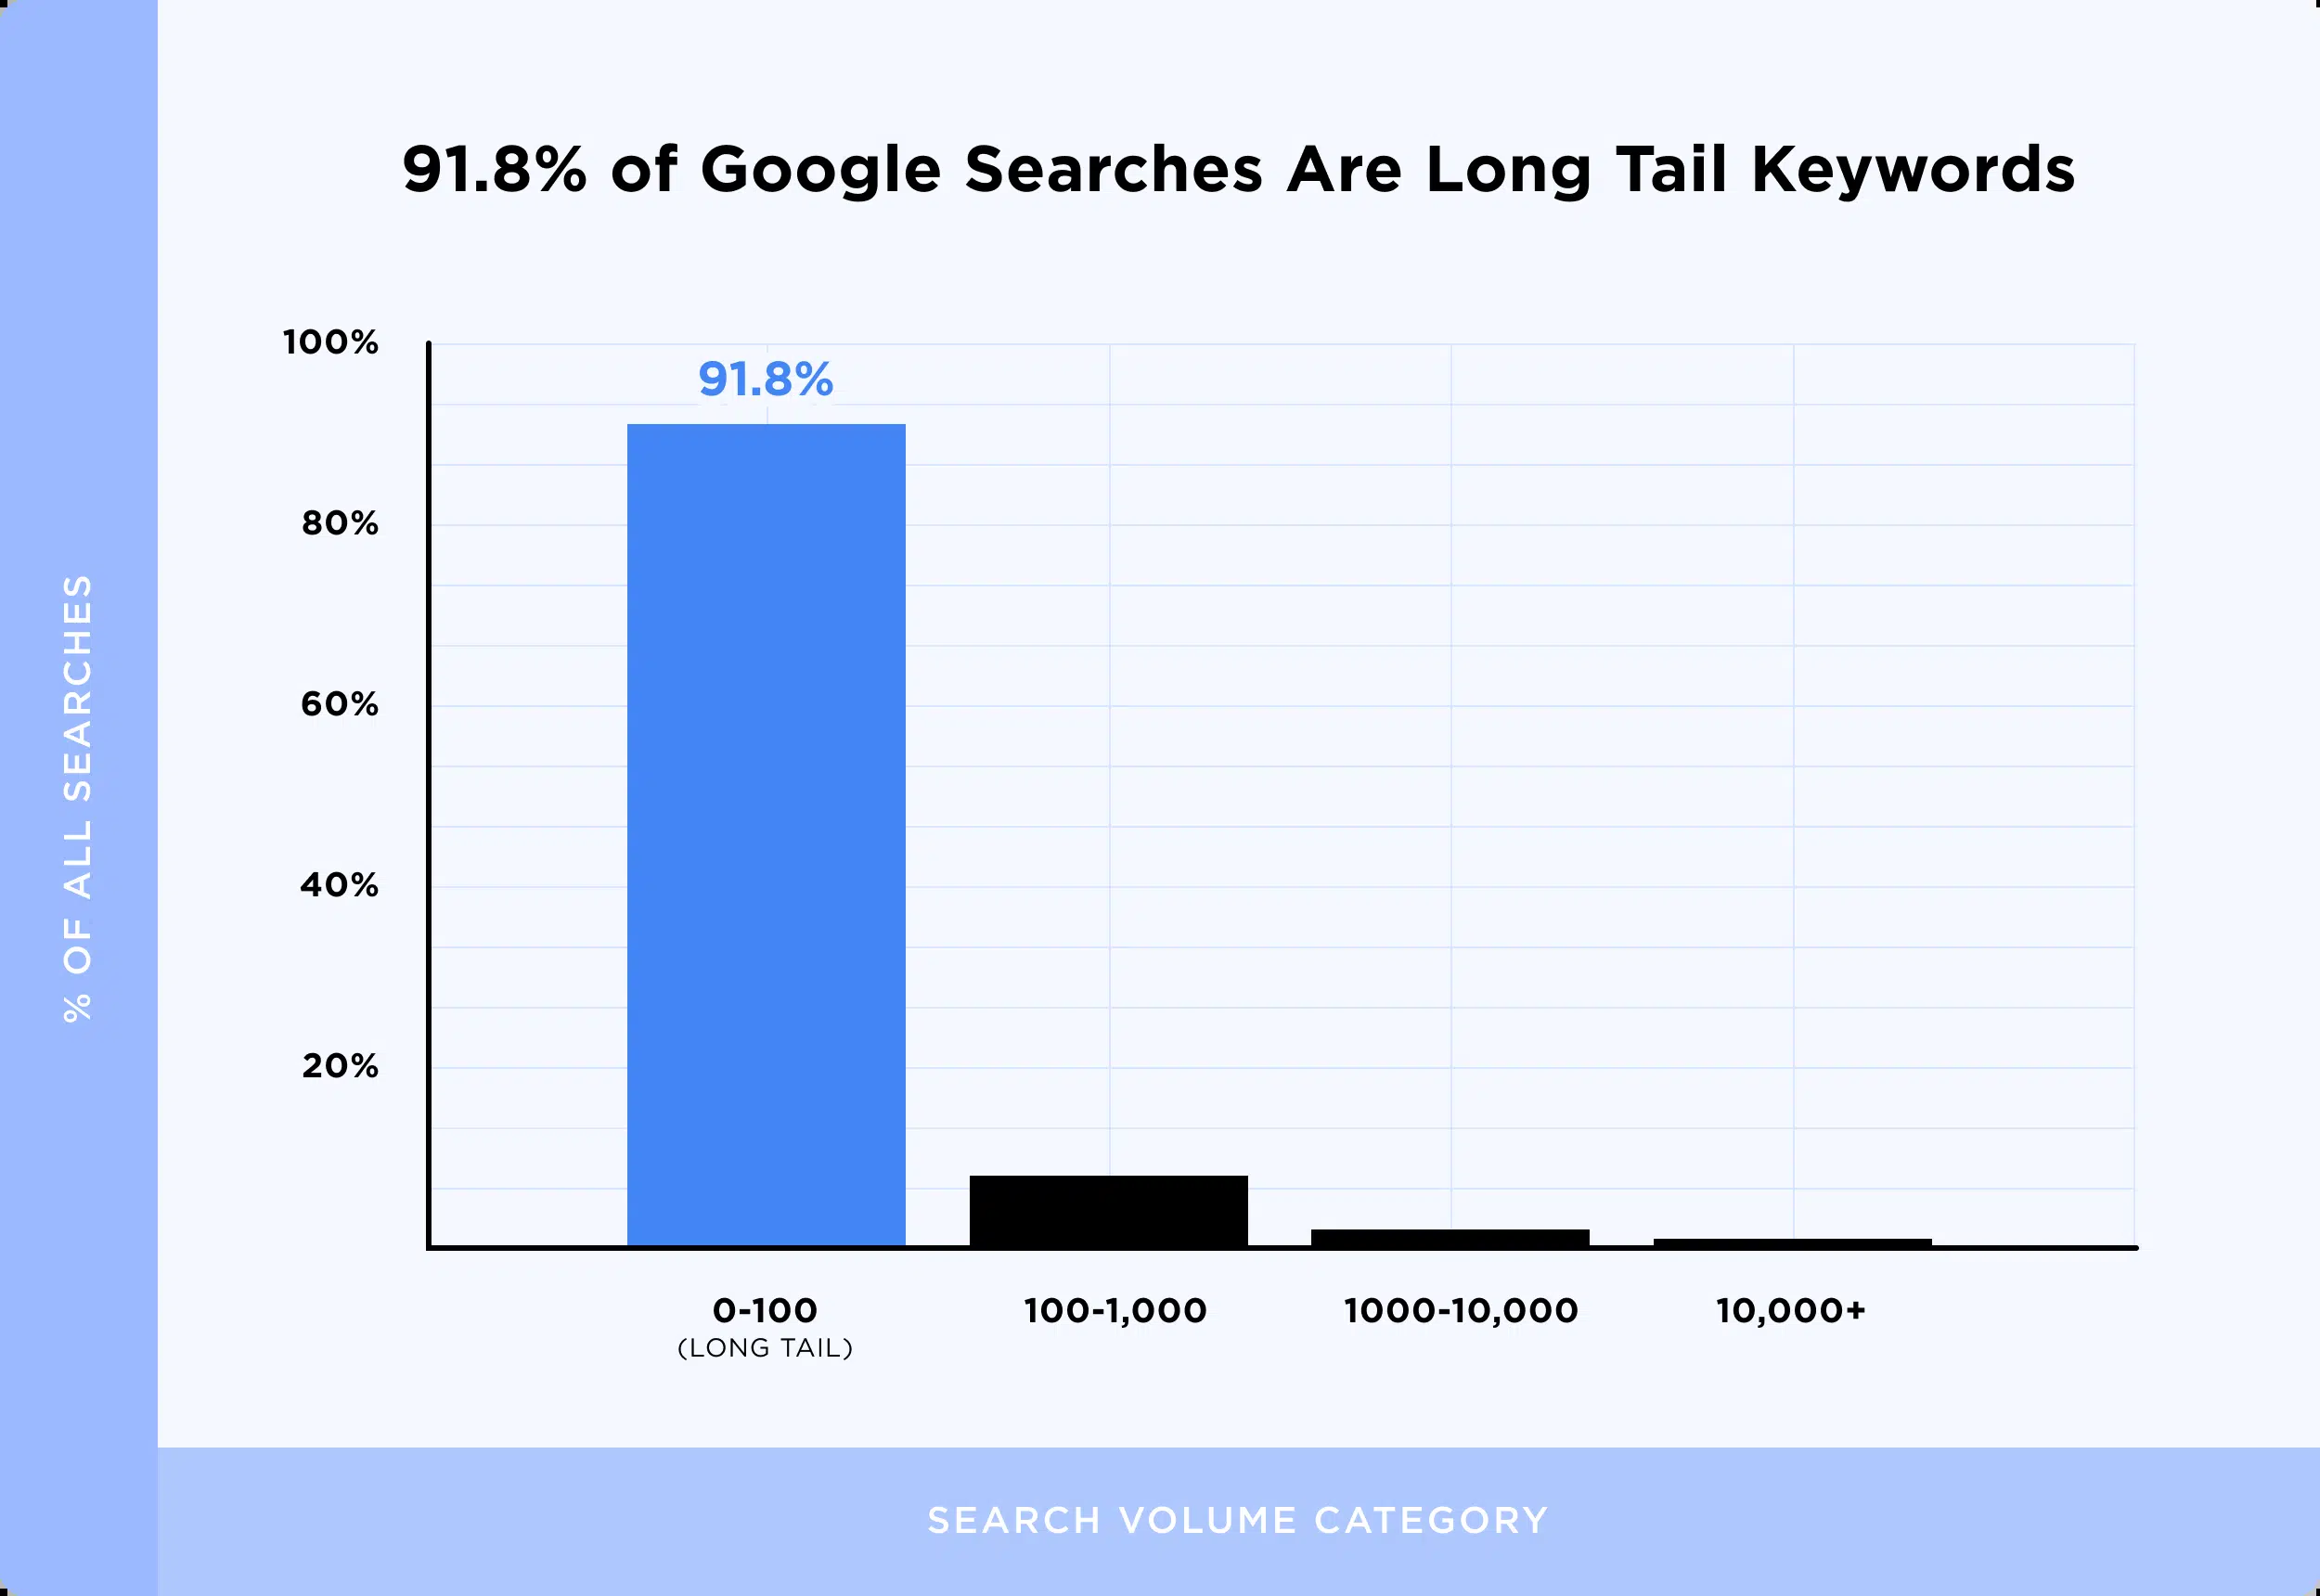 91.8% of Google Searches Are Long Tail Keywords
% OF ALL SEARCHES
100%
80%
60%
40%
20%
91.8%
0-100
(LONG TAIL)
100-1,000
1000-10,000
10,000+
SEARCH VOLUME CATEGORY